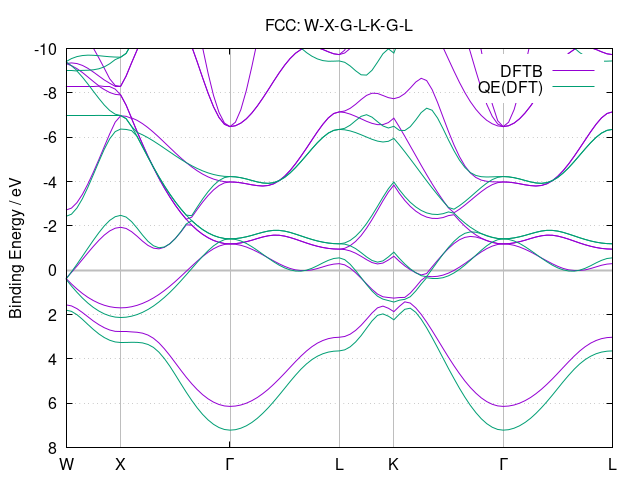 FCC: W-X-G-L-K-G-L
-10
DFTB
QE(DFT)
-8
-6
-4
-2
0
2
4
6
8
Binding Energy / eV
W X Γ L K Γ L